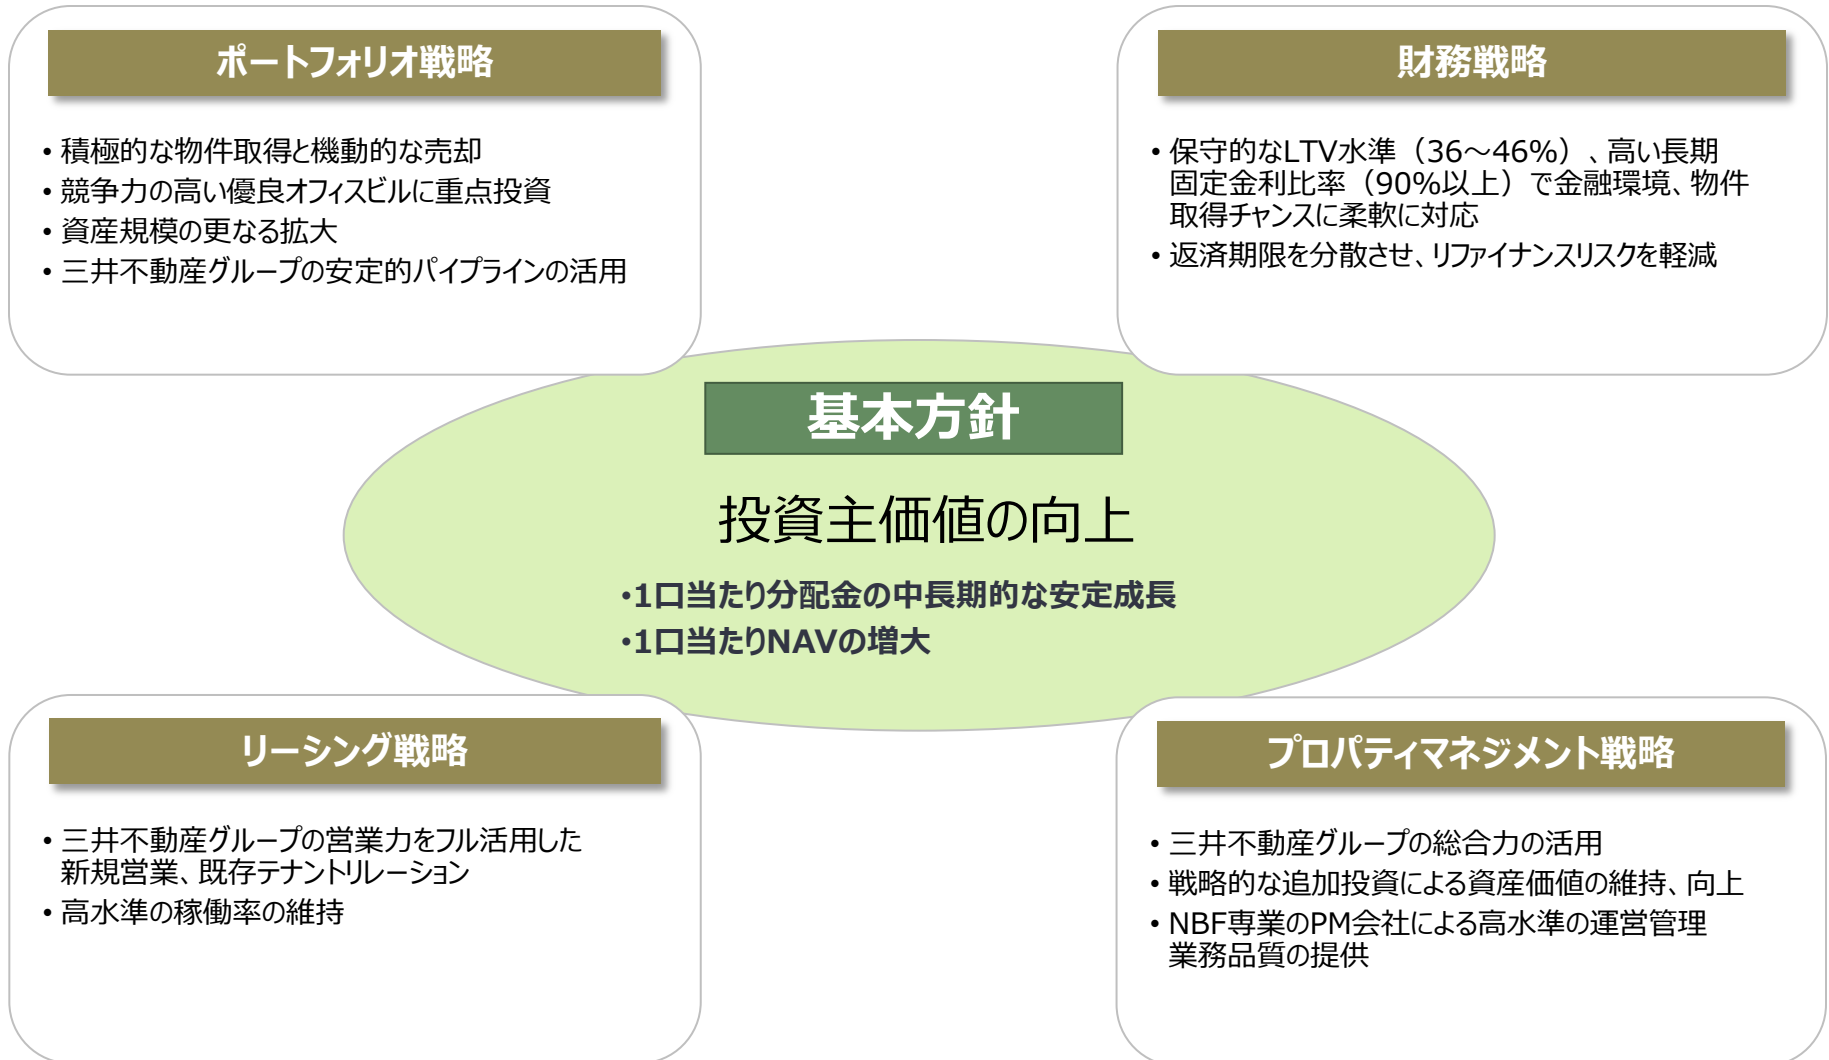 ポートフォリオ戦略
• 積極的な物件取得と機動的な売却
• 競争力の高い優良オフィスビルに重点投資
• 資産規模の更なる拡大
• 三井不動産グループの安定的パイプラインの活用
財務戦略
• 保守的なLTV水準（36～46%）、高い長期
固定金利比率（90%以上）で金融環境、物件
取得チャンスに柔軟に対応
• 返済期限を分散させ、リファイナンスリスクを軽減
基本方針
投資主価値の向上
・1口当たり分配金の中長期的な安定成長
・1口当たりNAVの増大
リーシング戦略
• 三井不動産グループの営業力をフル活用した
新規営業、既存テナントリレーション
• 高水準の稼働率の維持
プロパティマネジメント戦略
• 三井不動産グループの総合力の活用
• 戦略的な追加投資による資産価値の維持、向上
• NBF専業のPM会社による高水準の運営管理
業務品質の提供